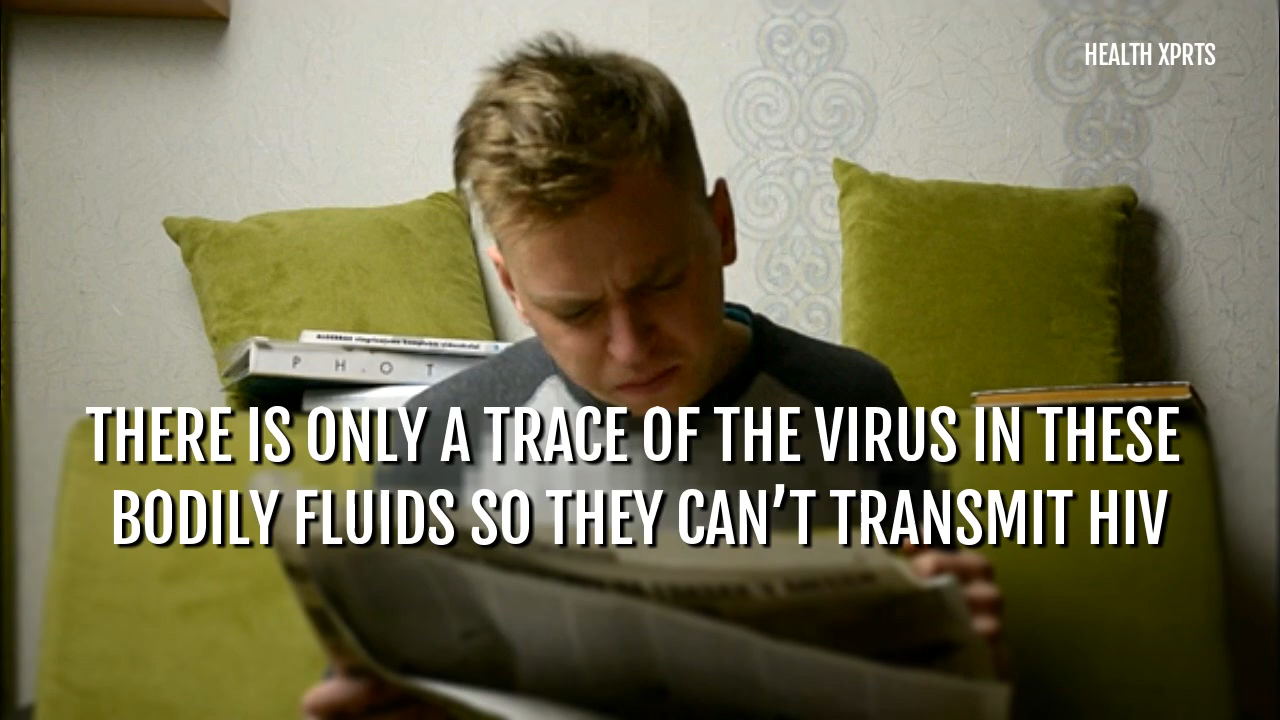 HEALTH XPRTS
P H O T
THERE IS ONLY A TRACE OF THE VIRUS IN THESE
BODILY FLUIDS SO THEY CAN'T TRANSMIT HIV